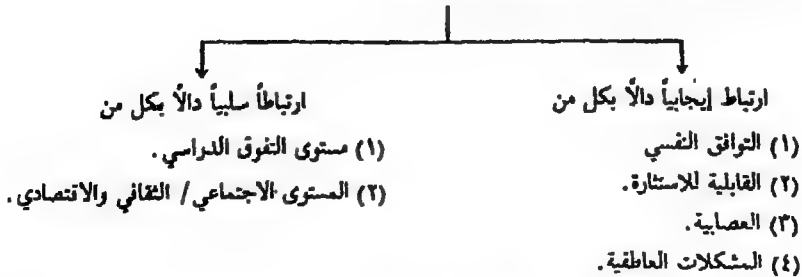 ارتباط إيجابياً دالاً بكل من
(١) التوافق النفسي
(٢) القابلية للاستثارة.
(٣) العصابية.
(٤) المشكلات العاطفية.
ارتباطاً سلبياً دالاً بكل من
(١) مستوى التفوق الدراسي.
(٢) المستوى الاجتماعي / الثقافي والاقتصادي.